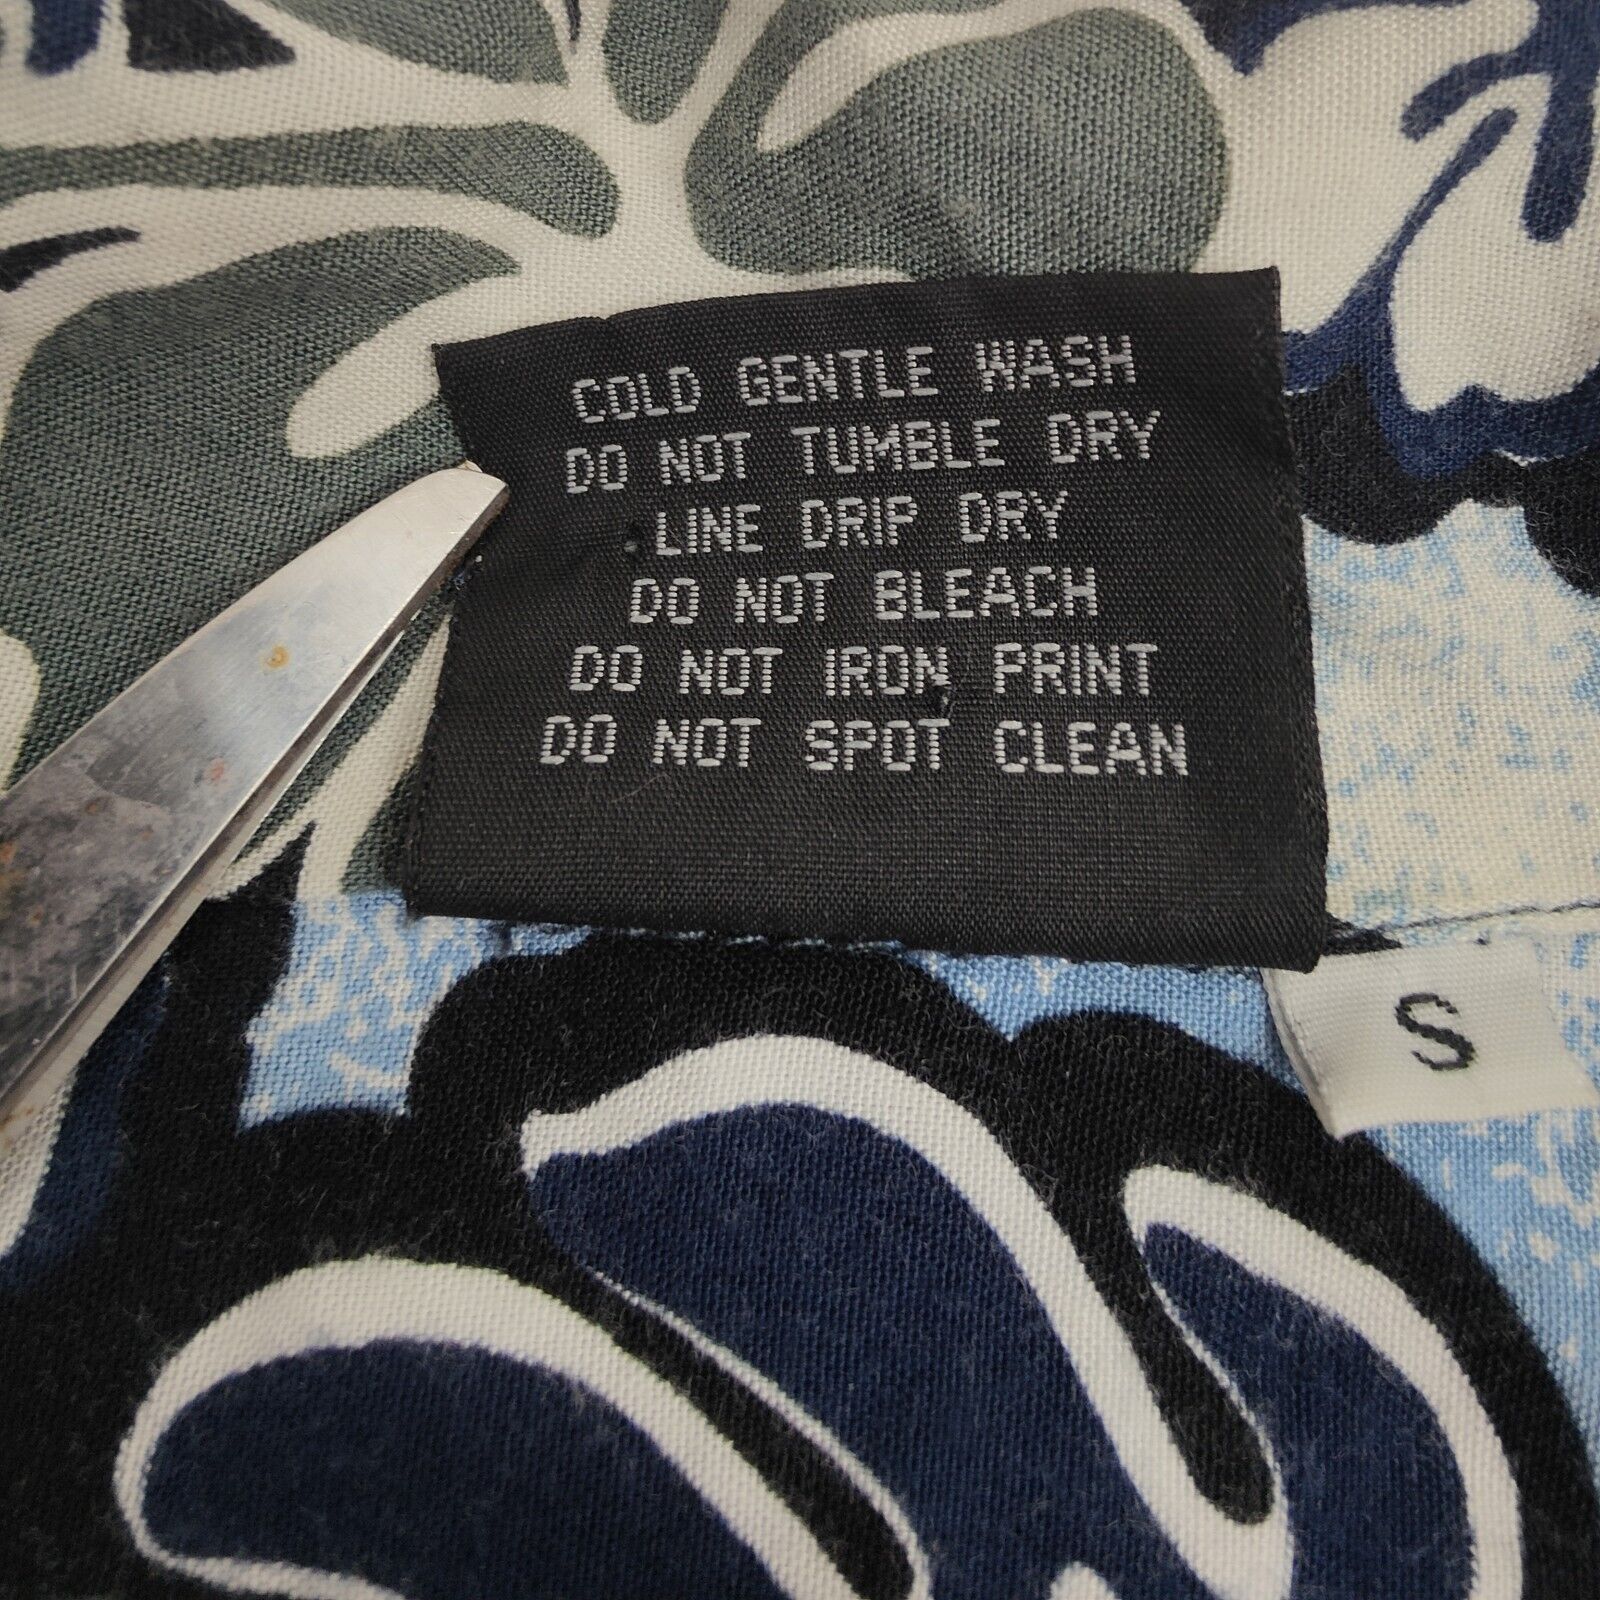 COLD GENTLE WASH
DO NOT TUMBLE DRY
LINE DRIP DRY
DO NOT BLEACH
DO NOT IRON PRINT
DO NOT SPOT CLEAN
S